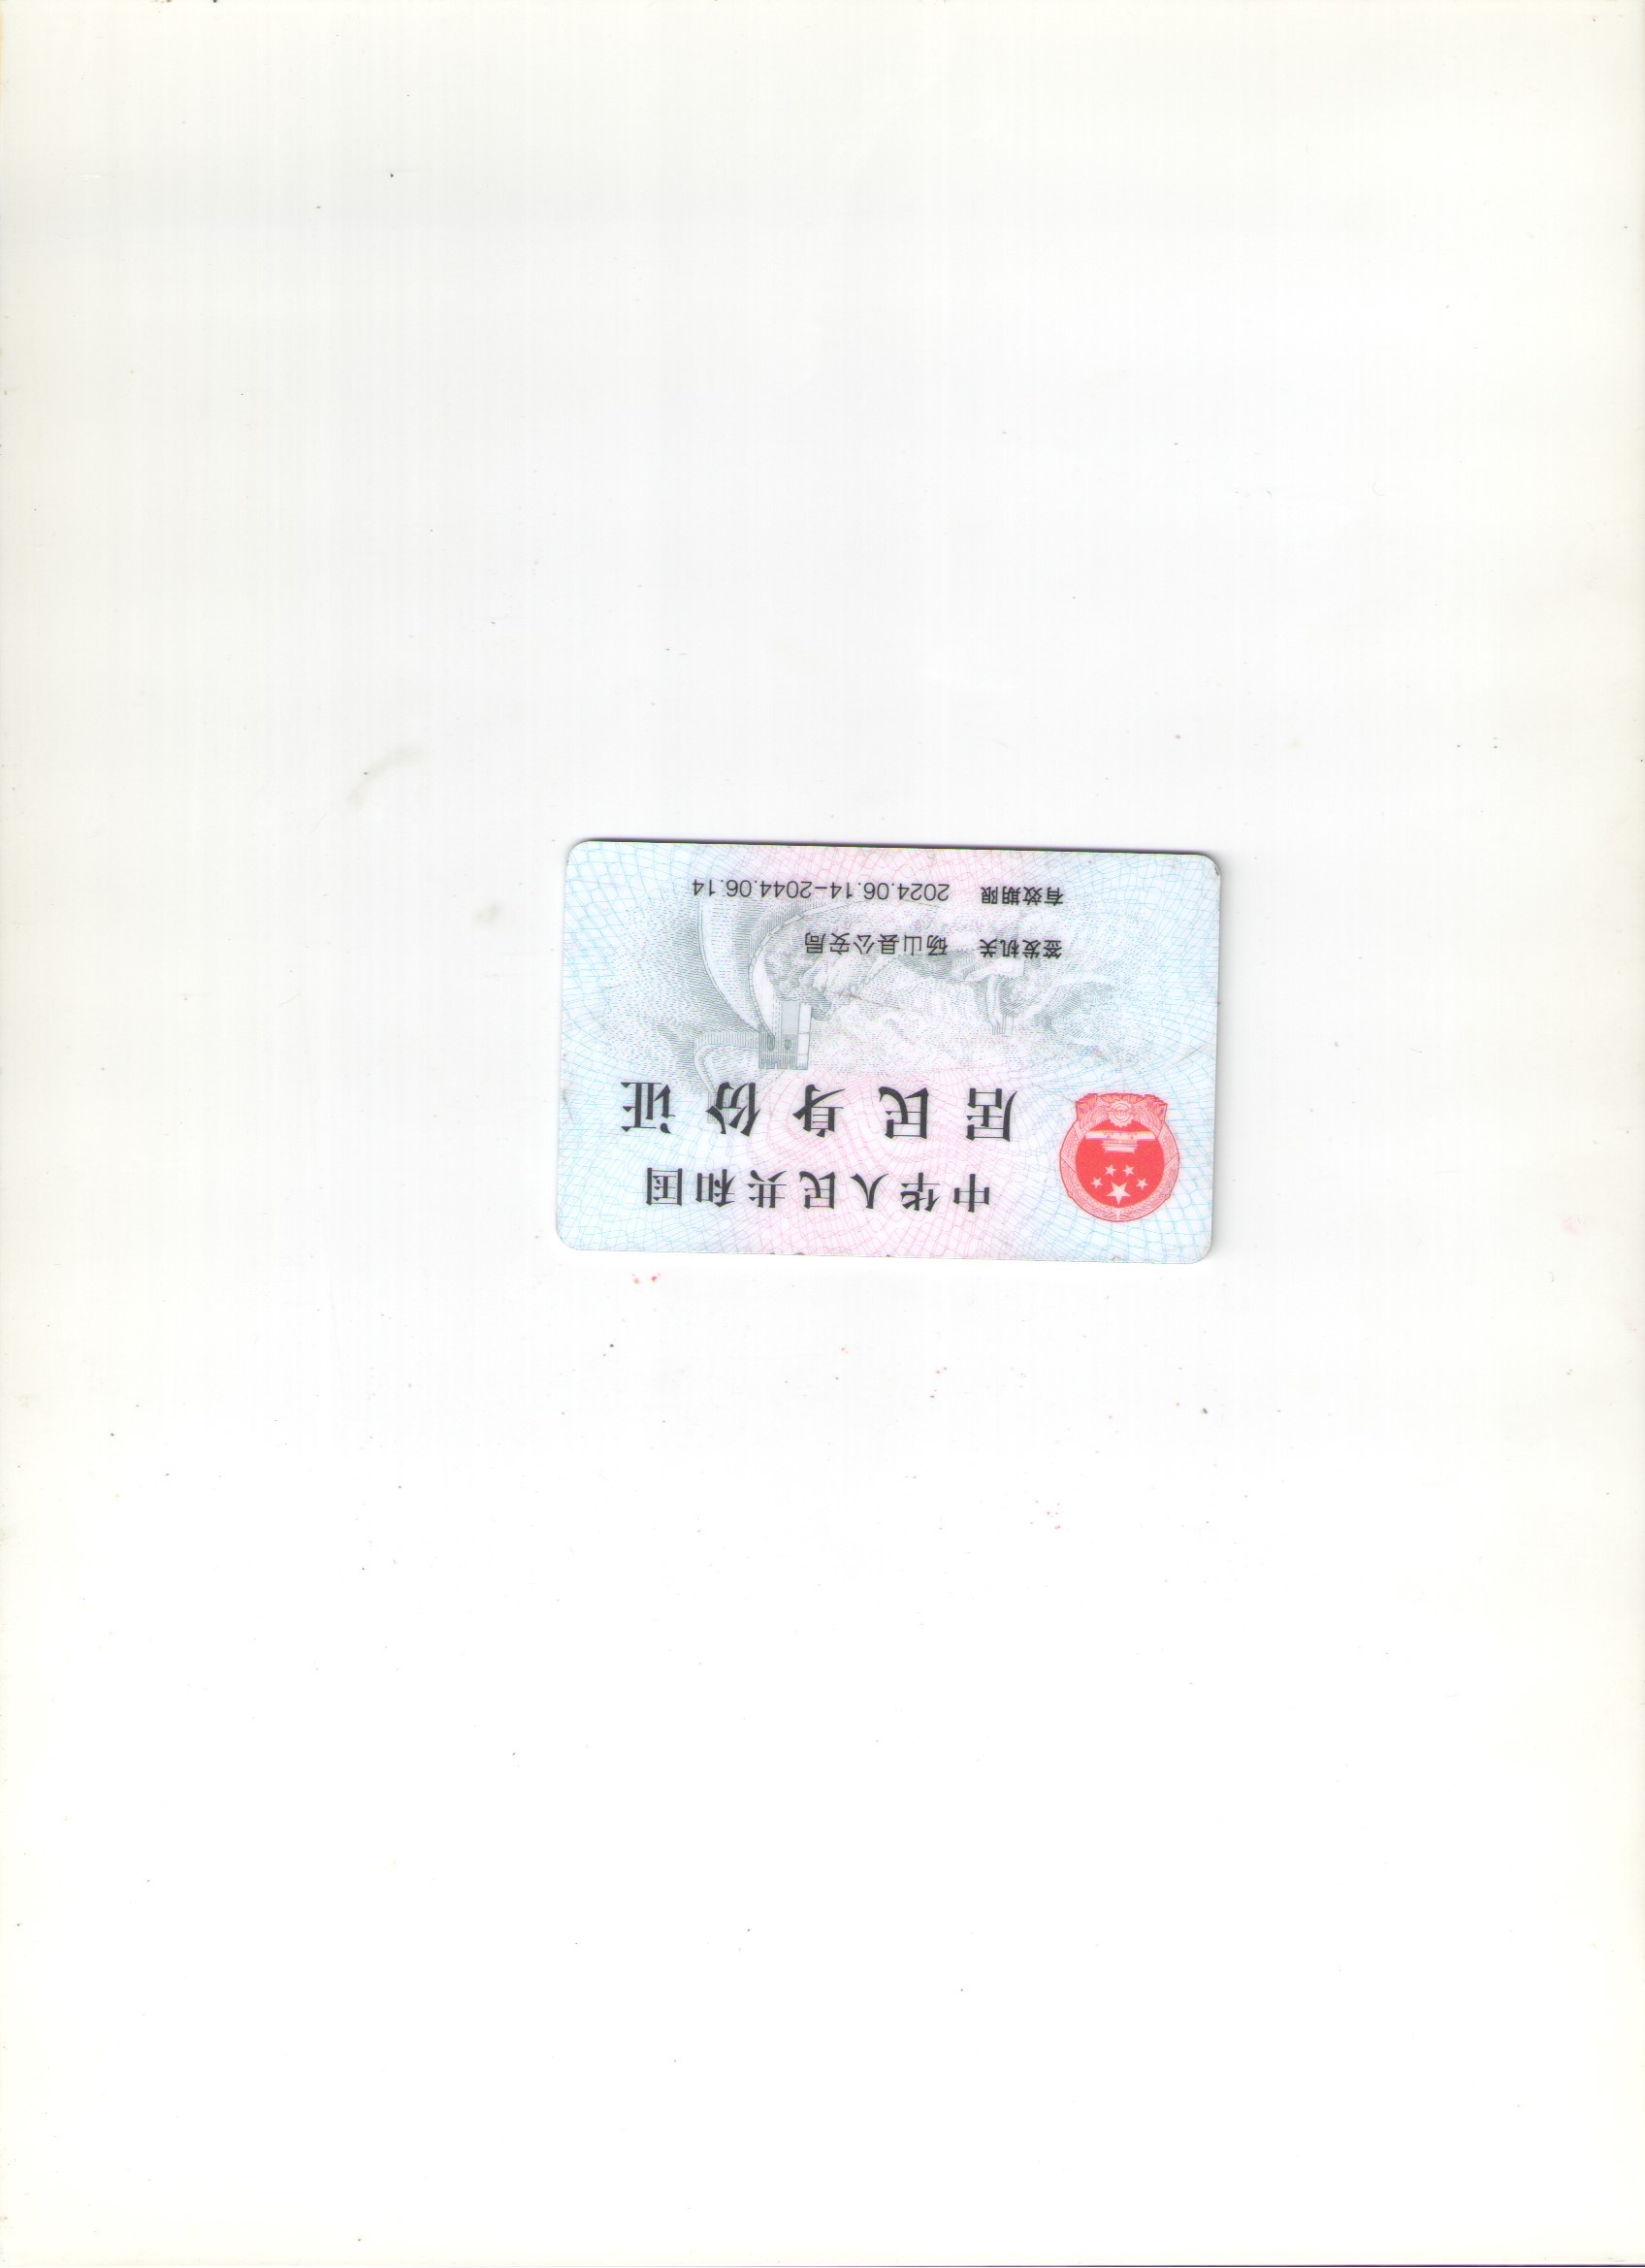 中华人民共和国
居民身份证
签发机关 砀山县公安局
有效期限 2024.06.14-2044.06.14